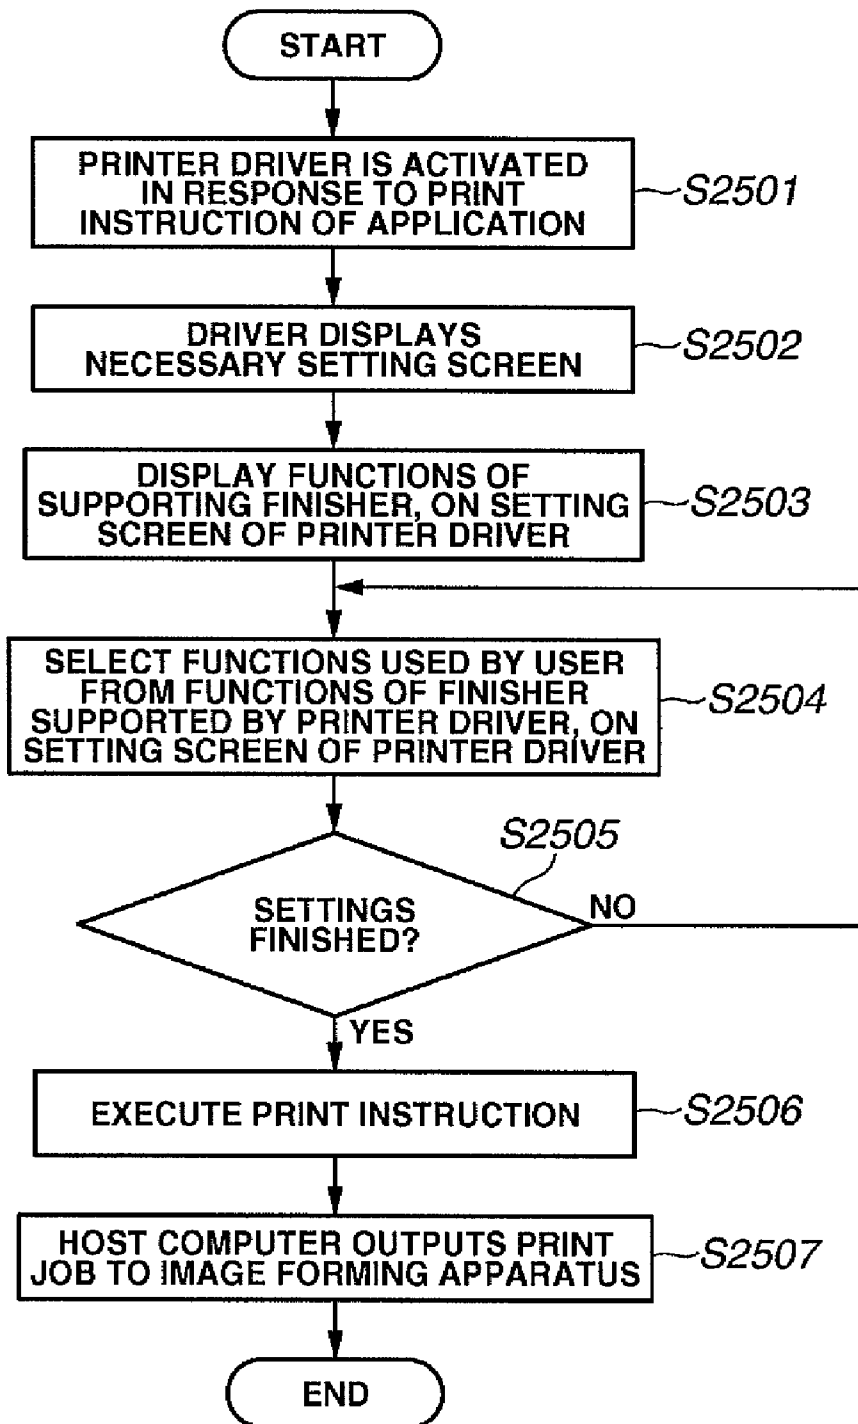 START
PRINTER DRIVER IS ACTIVATED
IN RESPONSE TO PRINT
INSTRUCTION OF APPLICATION
S2501
DRIVER DISPLAYS
NECESSARY SETTING SCREEN
S2502
DISPLAY FUNCTIONS OF
SUPPORTING FINISHER, ON SETTING
SCREEN OF PRINTER DRIVER
S2503
SELECT FUNCTIONS USED BY USER
FROM FUNCTIONS OF FINISHER
SUPPORTED BY PRINTER DRIVER, ON
SETTING SCREEN OF PRINTER DRIVER
S2504
S2505
SETTINGS
FINISHED?
NO
YES
EXECUTE PRINT INSTRUCTION
S2506
HOST COMPUTER OUTPUTS PRINT
JOB TO IMAGE FORMING APPARATUS
S2507
END